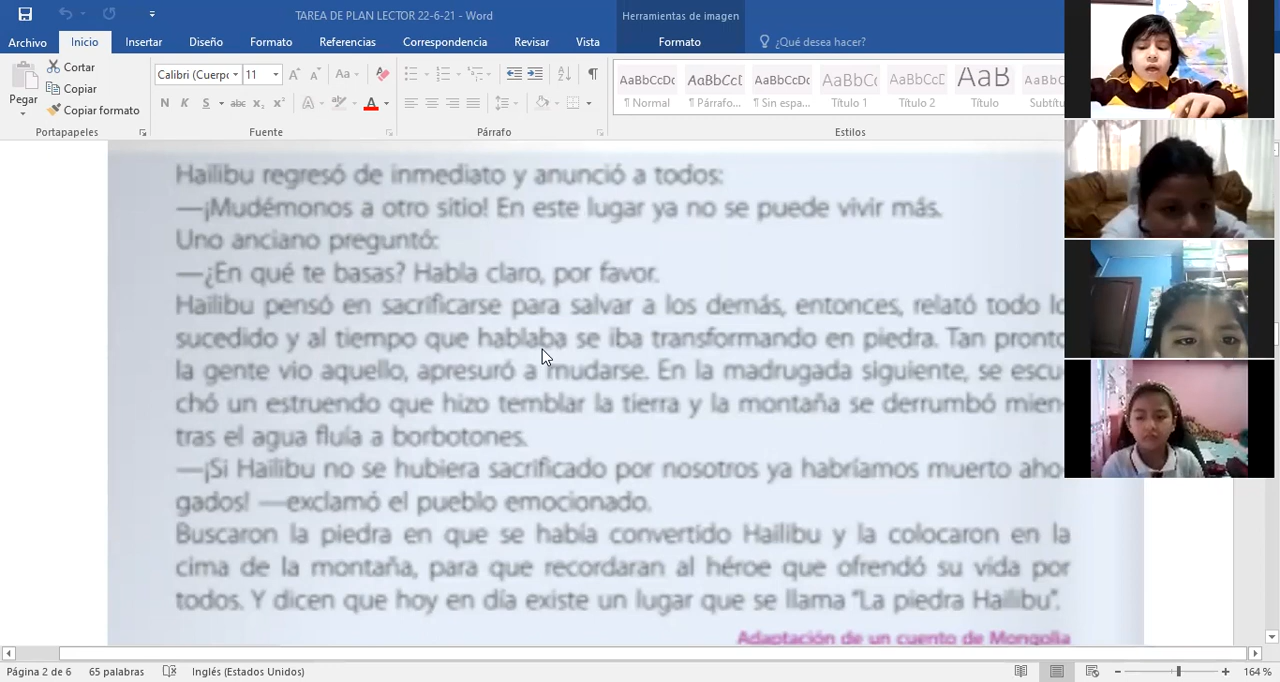 TAREA DE PLAN LECTOR 22-6-21 - Word
Herramientas de imagen
Archivo Inicio Insertar Diseño Formato Referencias Correspondencia Revisar Vista Formato ¿Qué desea hacer?
Pegar
Cortar
Copiar
Copiar formato
Calibri (Cuerpo 11
AaBbCcDc AaBbCcL AaBbCcDc AaBbC AaBbCcD AaB AaBbC
¶ Normal ¶ Párrafo... ¶ Sin espa... Título 1 Título 2 Título Subtítu
Portapapeles Fuente Párrafo Estilos
Hailibu regresó de inmediato y anunció a todos:
—¡Mudémonos a otro sitio! En este lugar ya no se puede vivir más.
Uno anciano preguntó:
—¿En qué te basas? Habla claro, por favor.
Hailibu pensó en sacrificarse para salvar a los demás, entonces, relató todo lo
sucedido y al tiempo que hablaba se iba transformando en piedra. Tan pronto
la gente vio aquello, apresuró a mudarse. En la madrugada siguiente, se escu-
chó un estruendo que hizo temblar la tierra y la montaña se derrumbó mien-
tras el agua fluía a borbotones.
—¡Si Hailibu no se hubiera sacrificado por nosotros ya habríamos muerto aho-
gados! —exclamó el pueblo emocionado.
Buscaron la piedra en que se había convertido Hailibu y la colocaron en la
cima de la montaña, para que recordaran al héroe que ofrendó su vida por
todos. Y dicen que hoy en día existe un lugar que se llama "La piedra Hailibu".
Adaptación de un cuento de Mongolia
Página 2 de 6 65 palabras Inglés (Estados Unidos) 164 %